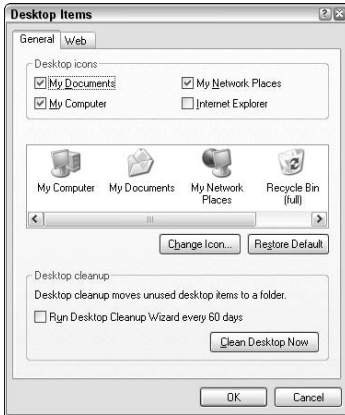 Desktop Items
General Web
Desktop icons
My Documents My Network Places
My Computer Internet Explorer
My Computer My Documents My Network Places Recycle Bin (full)
Change Icon... Restore Default
Desktop cleanup
Desktop cleanup moves unused desktop items to a folder.
Run Desktop Cleanup Wizard every 60 days
Clean Desktop Now
OK Cancel